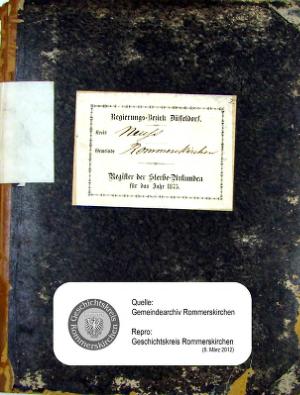 Regierungs-Bezirk Düsseldorf.
Kreis Neuss
Gemeinde Rommerskirchen
Register der Sterbe-Urkunden
für das Jahr 1875.
Geschichtskreis
Rommerskirchen
Quelle:
Gemeindearchiv Rommerskirchen
Repro:
Geschichtskreis Rommerskirchen
(8. März 2012)